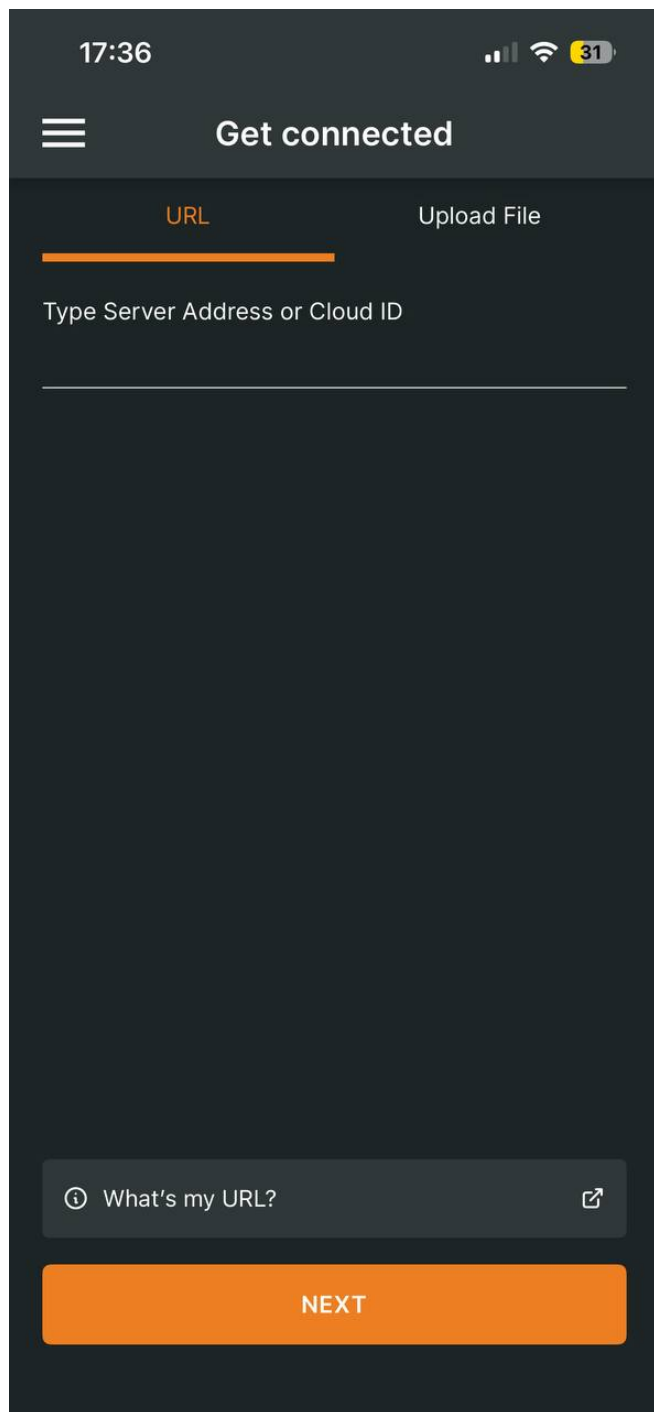 17:36
31
Get connected
URL
Upload File
Type Server Address or Cloud ID
What's my URL?
NEXT